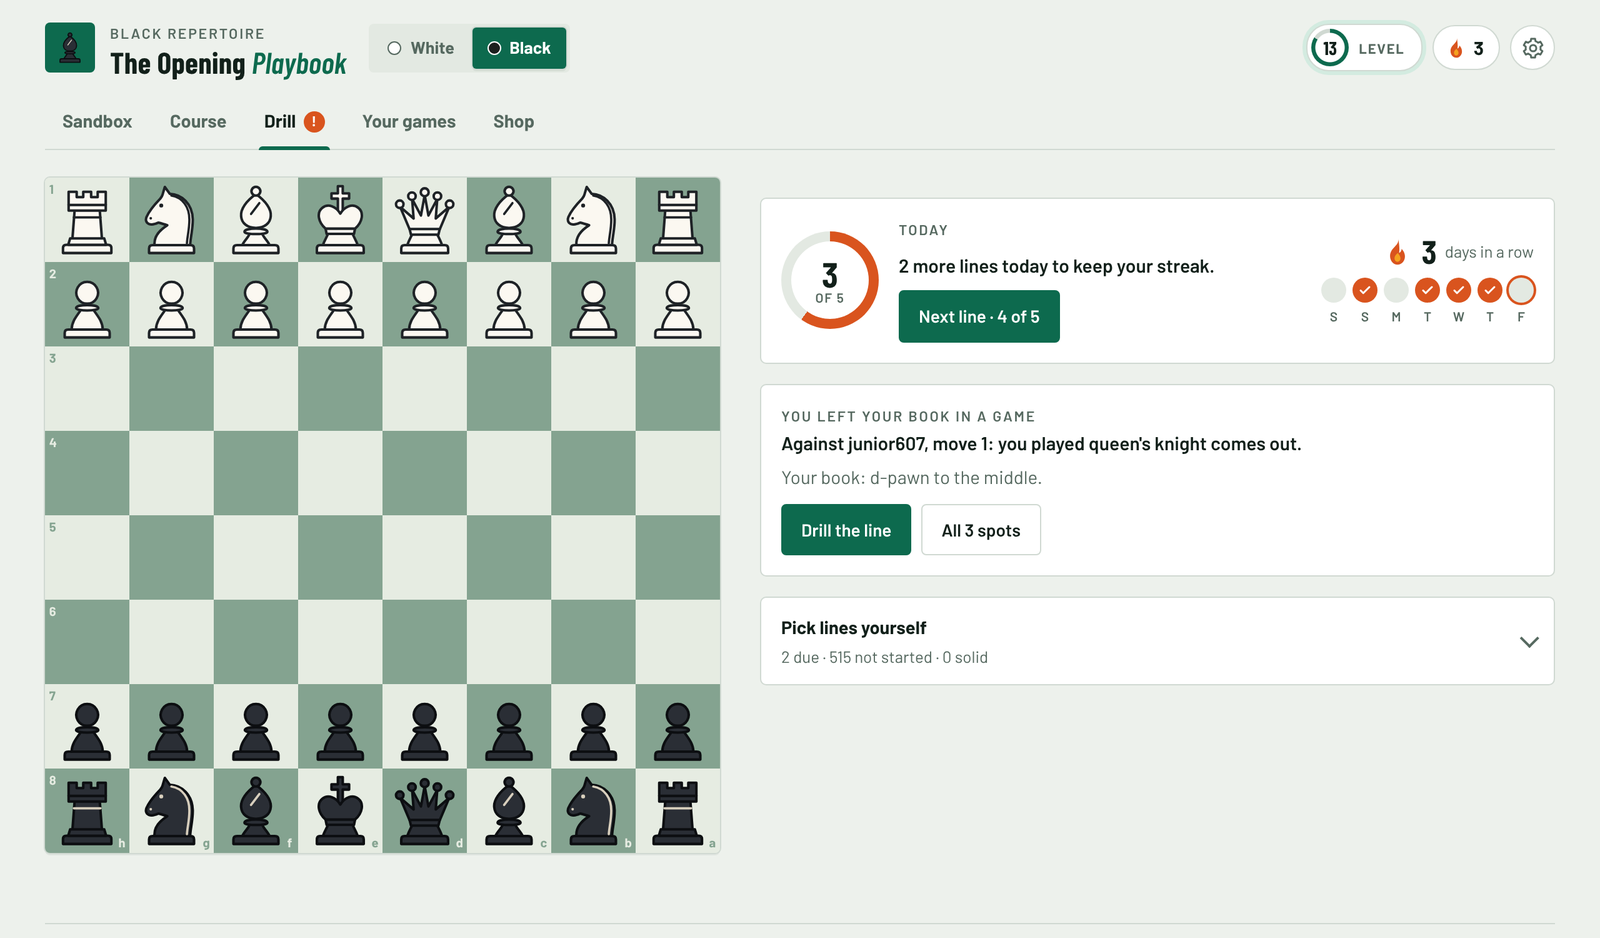 BLACK REPERTOIRE
The Opening Playbook
White
Black
13 LEVEL
3
Sandbox
Course
Drill !
Your games
Shop
1
2
3
4
5
6
7
8
h g f e d c b a
3
OF 5
TODAY
2 more lines today to keep your streak.
Next line · 4 of 5
3 days in a row
S S M T W T F
YOU LEFT YOUR BOOK IN A GAME
Against junior607, move 1: you played queen's knight comes out.
Your book: d-pawn to the middle.
Drill the line
All 3 spots
Pick lines yourself
2 due · 515 not started · 0 solid